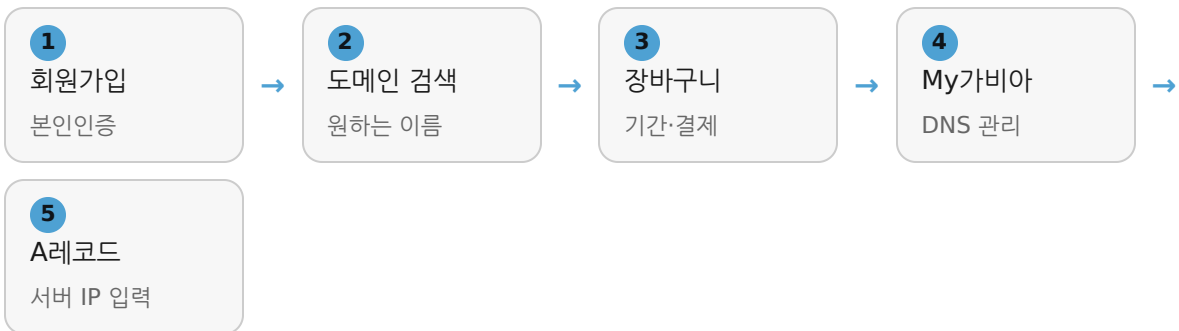 1
회원가입
본인인증
→
2
도메인 검색
원하는 이름
→
3
장바구니
기간·결제
→
4
My가비아
DNS 관리
→
5
A레코드
서버 IP 입력